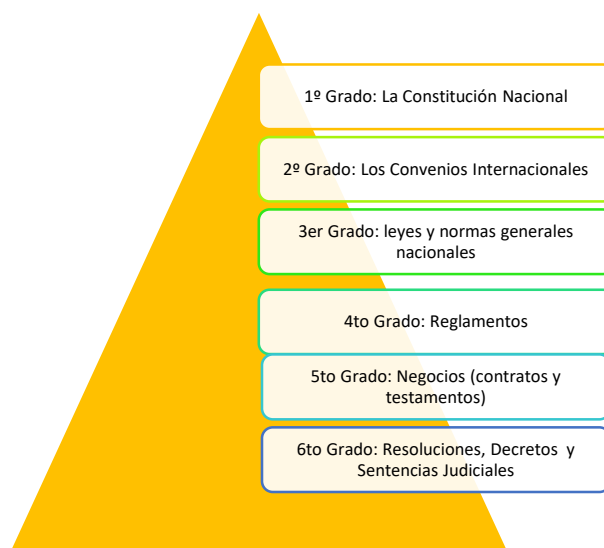 1º Grado: La Constitución Nacional
2º Grado: Los Convenios Internacionales
3er Grado: leyes y normas generales
nacionales
4to Grado: Reglamentos
5to Grado: Negocios (contratos y
testamentos)
6to Grado: Resoluciones, Decretos y
Sentencias Judiciales